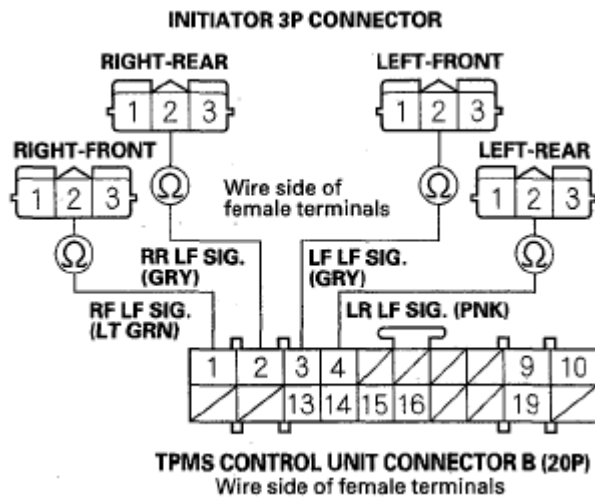 INITIATOR 3P CONNECTOR
RIGHT-REAR
LEFT-FRONT
1 2 3
1 2 3
RIGHT-FRONT
LEFT-REAR
1 2 3
1 2 3
Ω
Ω
Wire side of
female terminals
Ω
Ω
RR LF SIG.
(GRY)
LF LF SIG.
(GRY)
RF LF SIG.
(LT GRN)
LR LF SIG. (PNK)
1 2 3 4 9 10
13 14 15 16 19
TPMS CONTROL UNIT CONNECTOR B (20P)
Wire side of female terminals